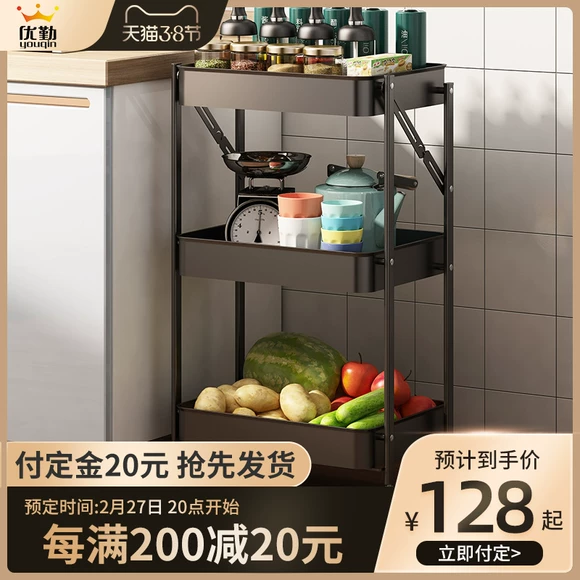 优勤
youqin
天猫38节
付定金20元 抢先发货
预定时间:2月27日 20点开始
每满200减20元
预计到手价
¥128起
立即付定>